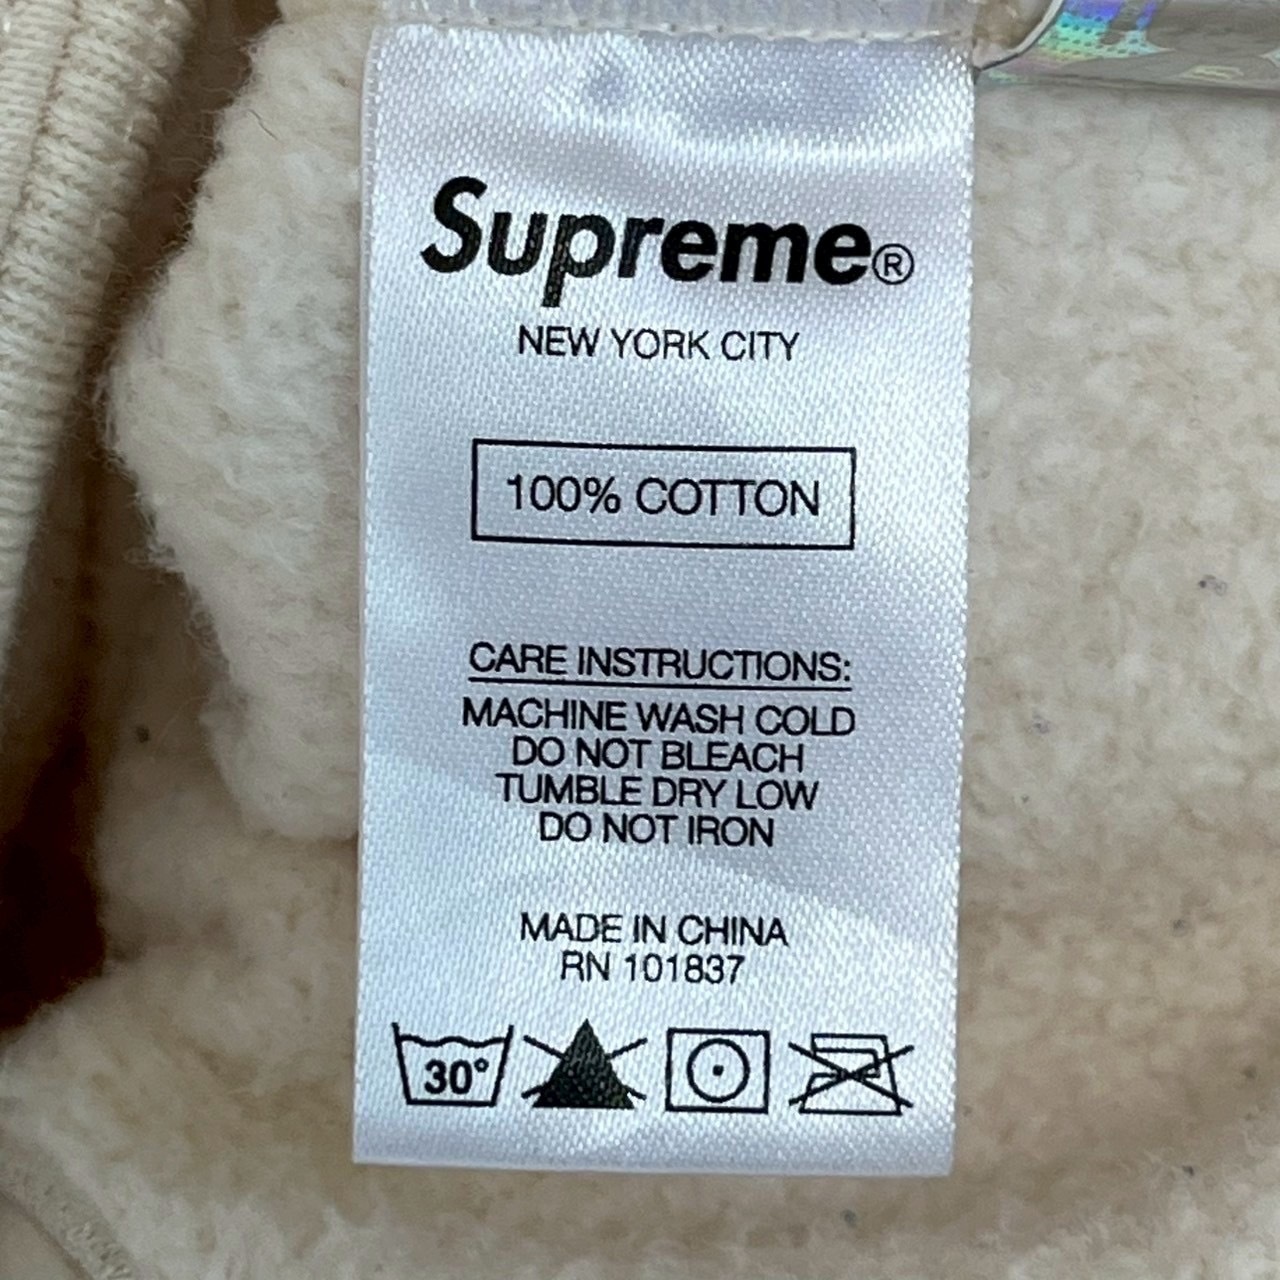 Supreme®
NEW YORK CITY
100% COTTON
CARE INSTRUCTIONS:
MACHINE WASH COLD
DO NOT BLEACH
TUMBLE DRY LOW
DO NOT IRON
MADE IN CHINA
RN 101837
30°